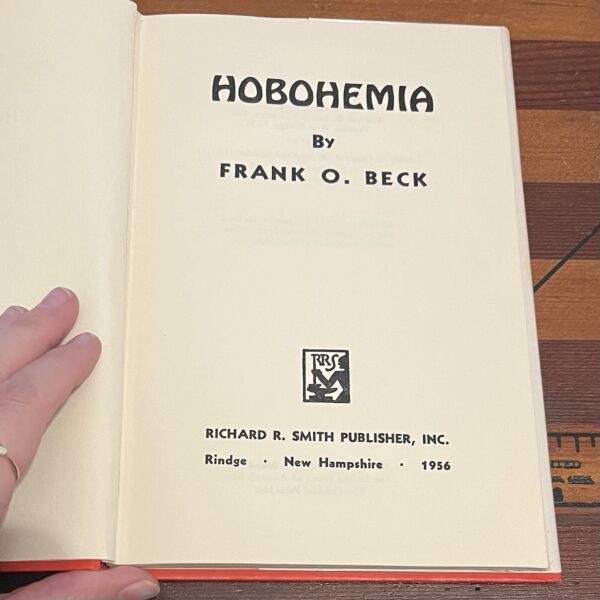 HOBOHEMIA
By
FRANK O. BECK
RRS
RICHARD R. SMITH PUBLISHER, INC.
Rindge · New Hampshire · 1956